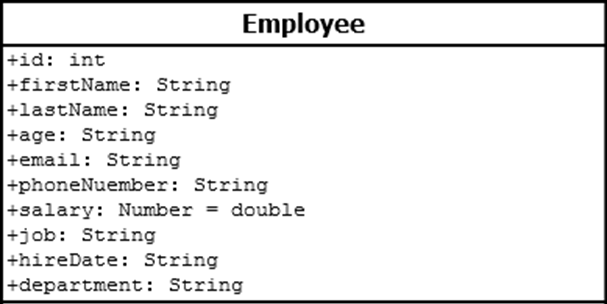 Employee
+id: int
+firstName: String
+lastName: String
+age: String
+email: String
+phoneNuember: String
+salary: Number = double
+job: String
+hireDate: String
+department: String